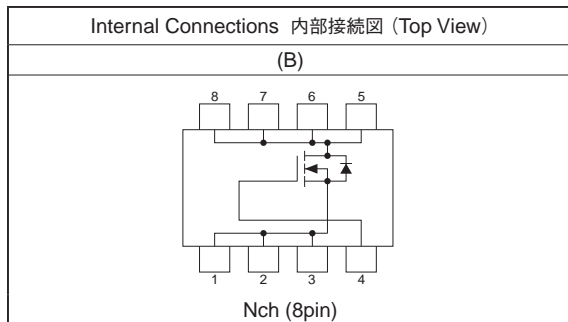 Internal Connections 内部接続図 (Top View)
(B)
8 7 6 5
1 2 3 4
Nch (8pin)